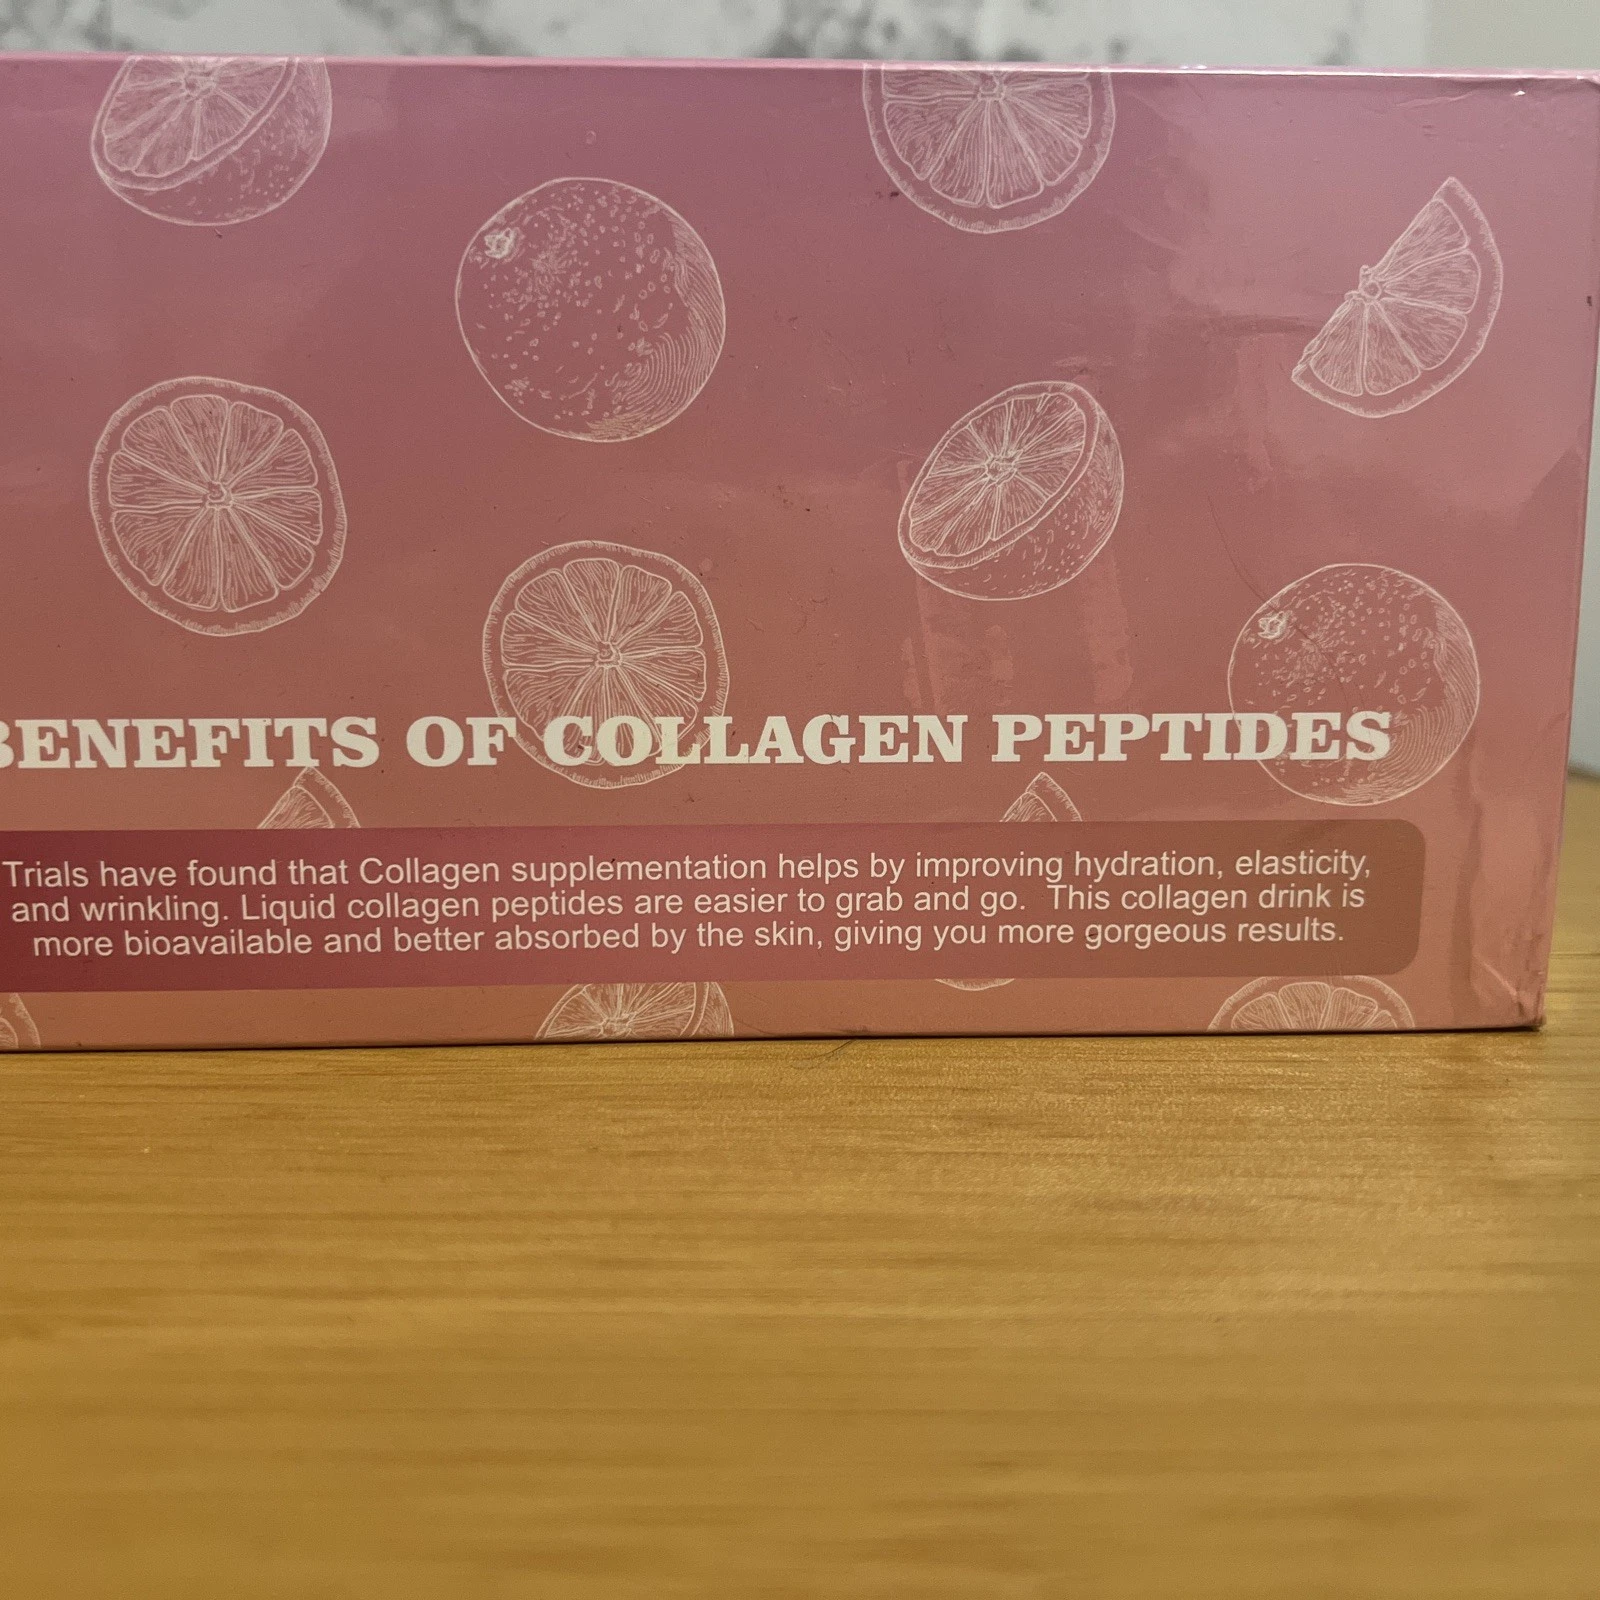 BENEFITS OF COLLAGEN PEPTIDES
Trials have found that Collagen supplementation helps by improving hydration, elasticity,
and wrinkling. Liquid collagen peptides are easier to grab and go. This collagen drink is
more bioavailable and better absorbed by the skin, giving you more gorgeous results.